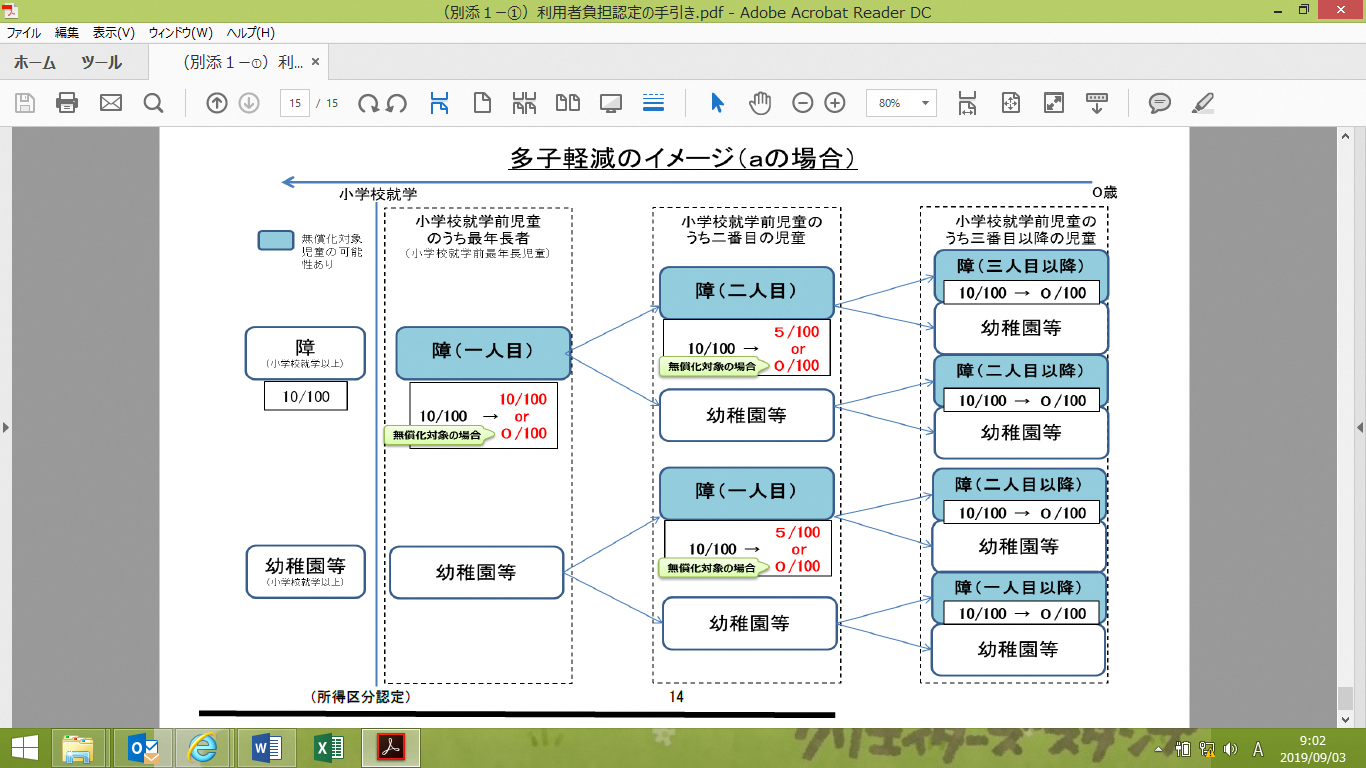 （別添１－①）利用者負担認定の手引き.pdf - Adobe Acrobat Reader DC
ファイル 編集 表示(V) ウィンドウ(W) ヘルプ(H)
ホーム ツール （別添１－①）利... ×
15 / 15 80%
多子軽減のイメージ（ａの場合）
小学校就学 ０歳
無償化対象
児童の可能
性あり
小学校就学前児童
のうち最年長者
（小学校就学前最年長児童）
小学校就学前児童の
うち二番目の児童
小学校就学前児童の
うち三番目以降の児童
障
（小学校就学以上）
10/100
幼稚園等
（小学校就学以上）
障（一人目）
10/100 → 10/100
or
０/100
無償化対象の場合
幼稚園等
障（二人目）
10/100 → ５/100
or
０/100
無償化対象の場合
幼稚園等
障（一人目）
10/100 → ５/100
or
０/100
無償化対象の場合
幼稚園等
障（三人目以降）
10/100 → ０/100
幼稚園等
障（二人目以降）
10/100 → ０/100
幼稚園等
障（二人目以降）
10/100 → ０/100
幼稚園等
障（一人目以降）
10/100 → ０/100
幼稚園等
（所得区分認定）
14
クリエイターズ スタンプ
A
9:02
2019/09/03